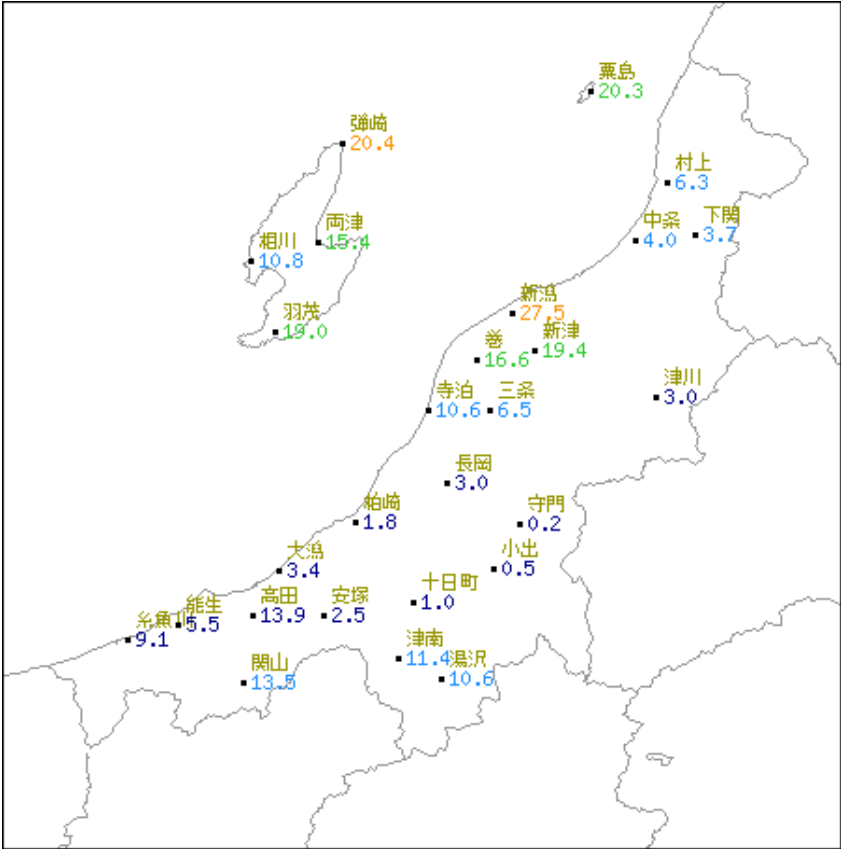 粟島
20.3
弾崎
20.4
村上
6.3
下関
3.7
中条
4.0
両津
15.4
相川
10.8
新潟
27.5
羽茂
19.0
新津
19.4
巻
16.6
津川
3.0
寺泊
10.6
三条
6.5
長岡
3.0
柏崎
1.8
守門
0.2
大潟
3.4
小出
0.5
十日町
1.0
高田
13.9
安塚
2.5
能生
5.5
糸魚川
9.1
津南
11.4
湯沢
10.6
関山
13.5